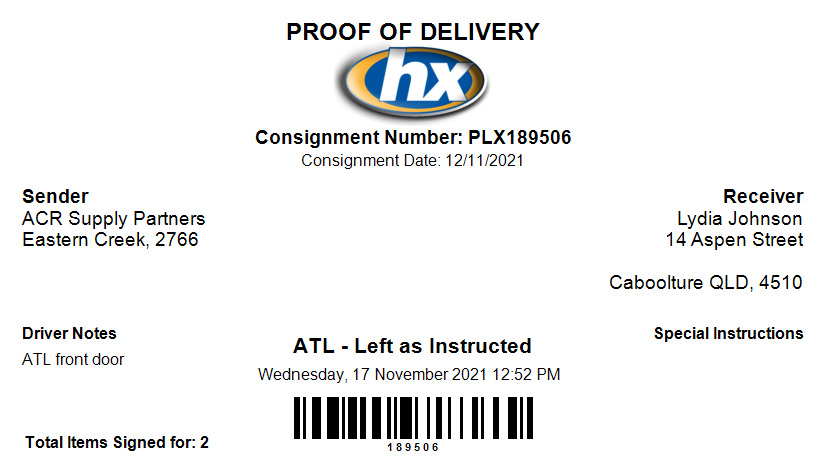 PROOF OF DELIVERY
hx
Consignment Number: PLX189506
Consignment Date: 12/11/2021
Sender
ACR Supply Partners
Eastern Creek, 2766
Receiver
Lydia Johnson
14 Aspen Street
Caboolture QLD, 4510
Driver Notes
ATL front door
ATL - Left as Instructed
Wednesday, 17 November 2021 12:52 PM
Special Instructions
189506
Total Items Signed for: 2